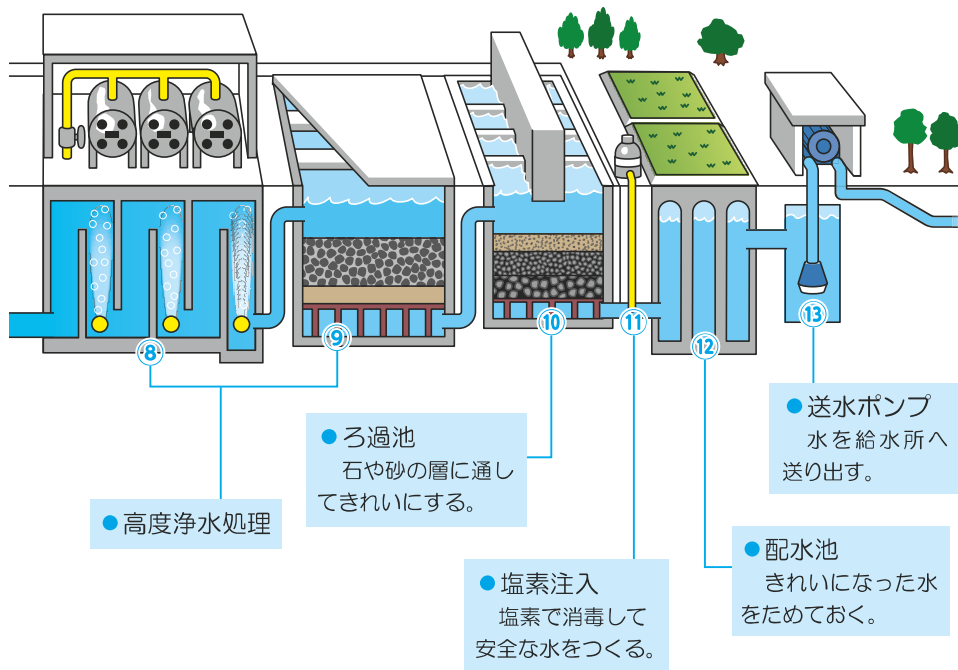 ⑧
⑨
⑩
⑪
⑫
⑬
● 高度浄水処理
● ろ過池
石や砂の層に通し
てきれいにする。
● 塩素注入
塩素で消毒して
安全な水をつくる。
● 配水池
きれいになった水
をためておく。
● 送水ポンプ
水を給水所へ
送り出す。